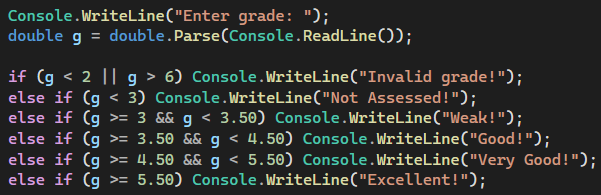 Console.WriteLine("Enter grade: ");
double g = double.Parse(Console.ReadLine());
if (g < 2 || g > 6) Console.WriteLine("Invalid grade!");
else if (g < 3) Console.WriteLine("Not Assessed!");
else if (g >= 3 && g < 3.50) Console.WriteLine("Weak!");
else if (g >= 3.50 && g < 4.50) Console.WriteLine("Good!");
else if (g >= 4.50 && g < 5.50) Console.WriteLine("Very Good!");
else if (g >= 5.50) Console.WriteLine("Excellent!");